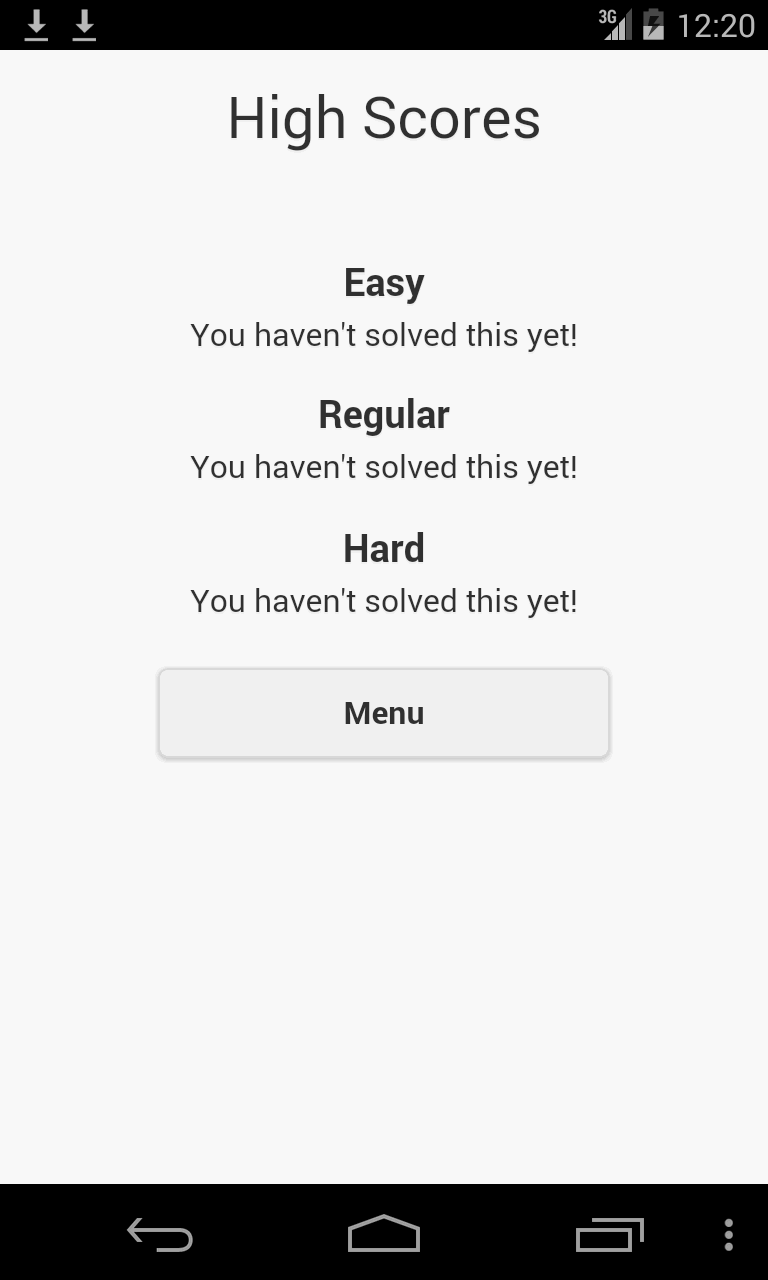 3G 12:20
High Scores
Easy
You haven't solved this yet!
Regular
You haven't solved this yet!
Hard
You haven't solved this yet!
Menu